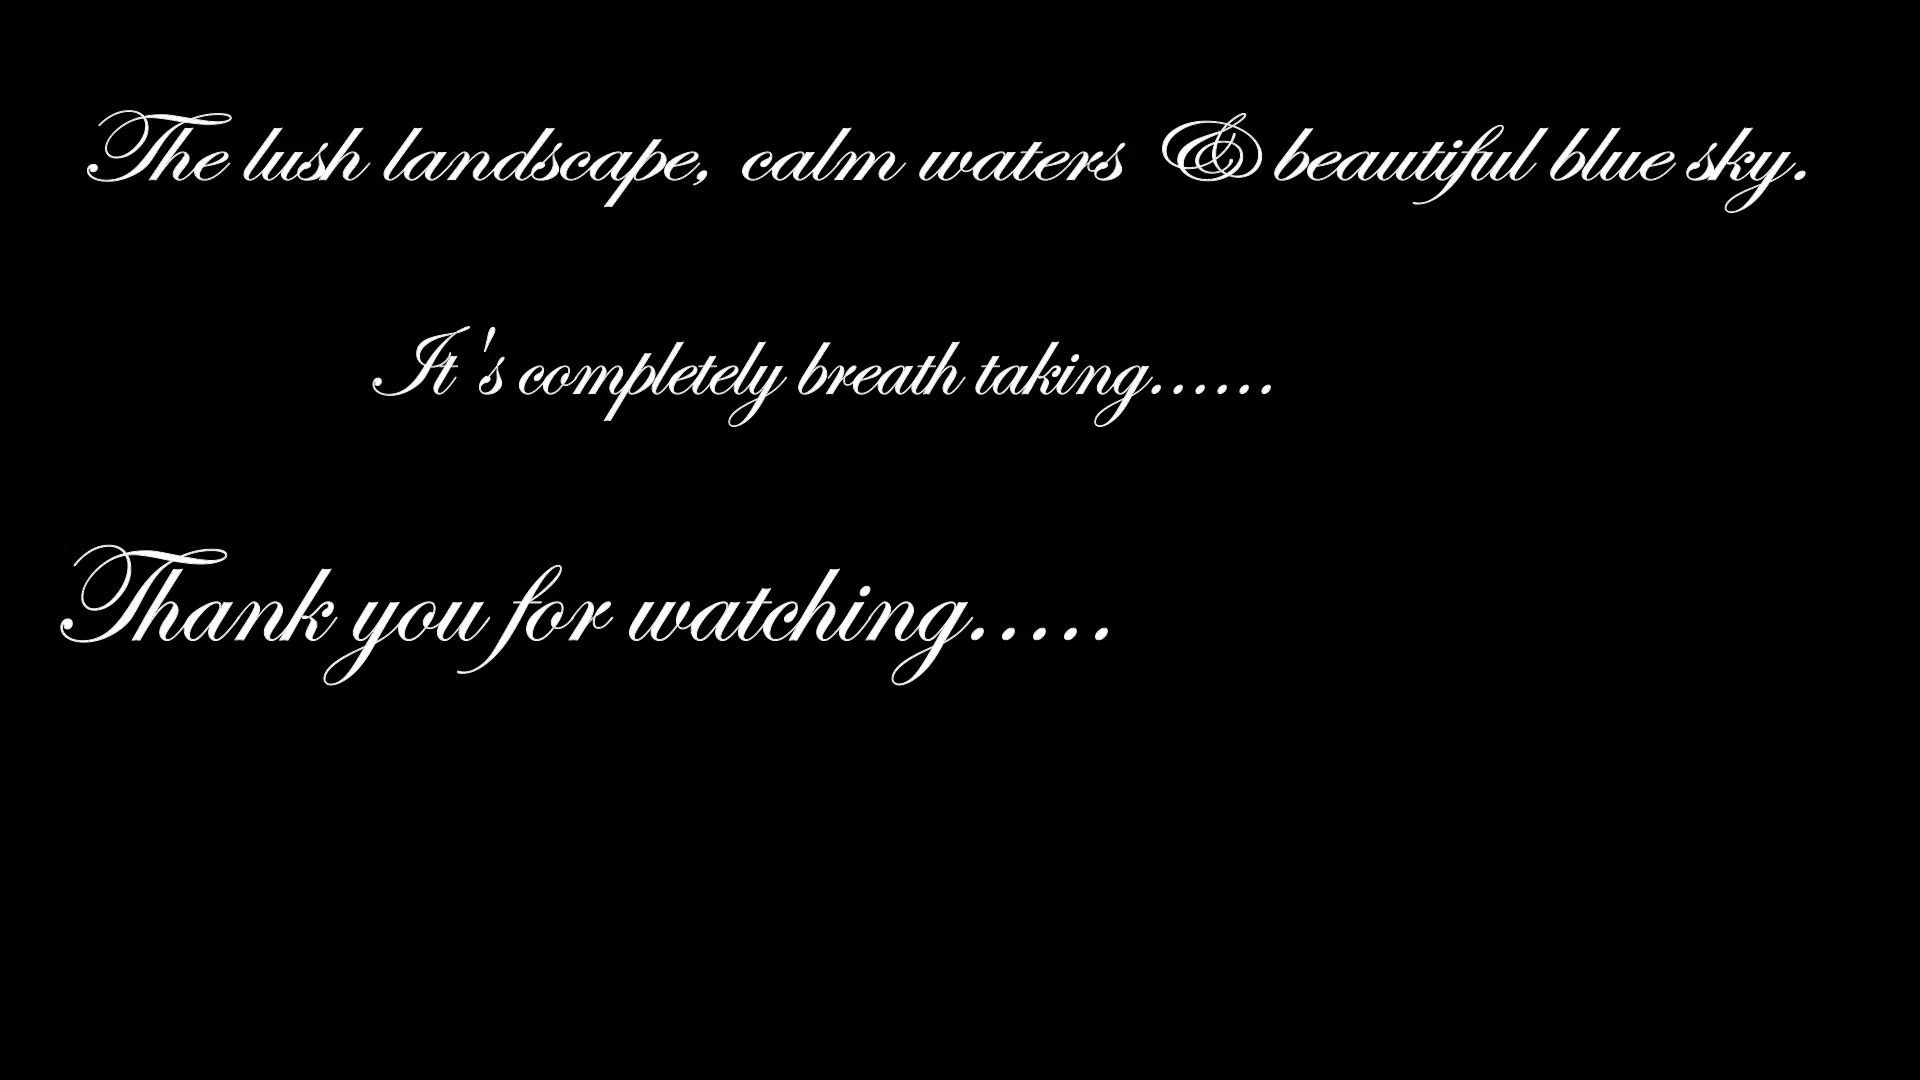 The lush landscape, calm waters & beautiful blue sky.
It's completely breath taking......
Thank you for watching.....